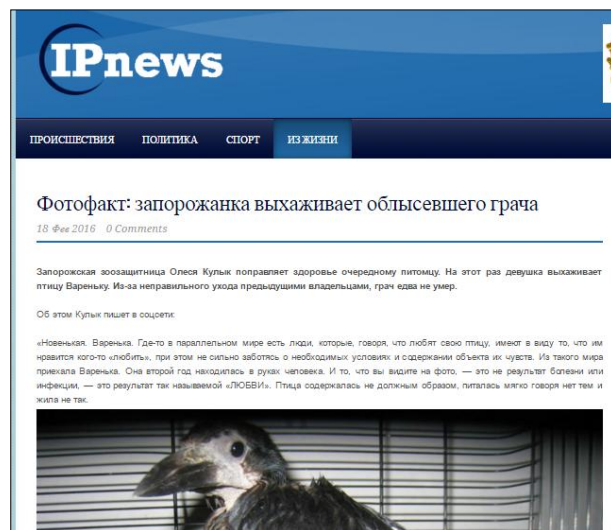 IPnews
ПРОИСШЕСТВИЯ ПОЛИТИКА СПОРТ ИЗ ЖИЗНИ
Фотофакт: запорожанка выхаживает облысевшего грача
18 Фев 2016 0 Comments
Запорожская зоозащитница Олеся Кулык поправляет здоровье очередному питомцу. На этот раз девушка выхаживает
птицу Вареньку. Из-за неправильного ухода предыдущими владельцами, грач едва не умер.
Об этом Кулык пишет в соцсети:
«Новенькая. Варенька. Где-то в параллельном мире есть люди, которые, говоря, что любят свою птицу, имеют в виду то, что им
нравится кого-то «любить», при этом не сильно заботясь о необходимых условиях и содержании объекта их чувств. Из такого мира
приехала Варенька. Она второй год находилась в руках человека. И то, что вы видите на фото, — это не результат болезни или
инфекции, — это результат так называемой «ЛЮБВИ». Птица содержалась не должным образом, питалась мягко говоря нет тем и
жила не так.